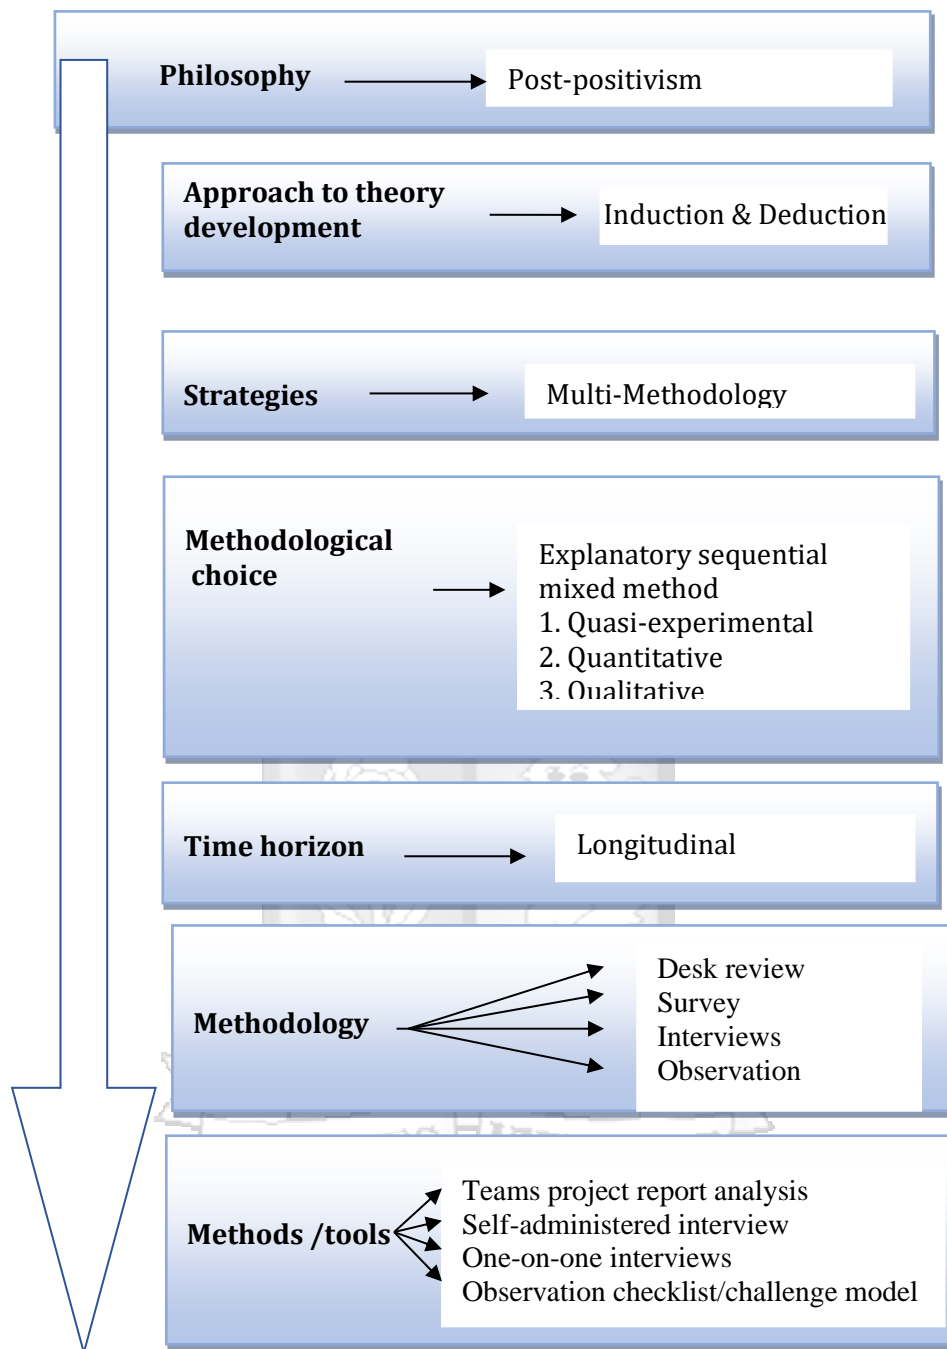 Philosophy
Post-positivism
Approach to theory
development
Induction & Deduction
Strategies
Multi-Methodology
Methodological
choice
Explanatory sequential
mixed method
1. Quasi-experimental
2. Quantitative
3. Qualitative
Time horizon
Longitudinal
Methodology
Desk review
Survey
Interviews
Observation
Methods /tools
Teams project report analysis
Self-administered interview
One-on-one interviews
Observation checklist/challenge model